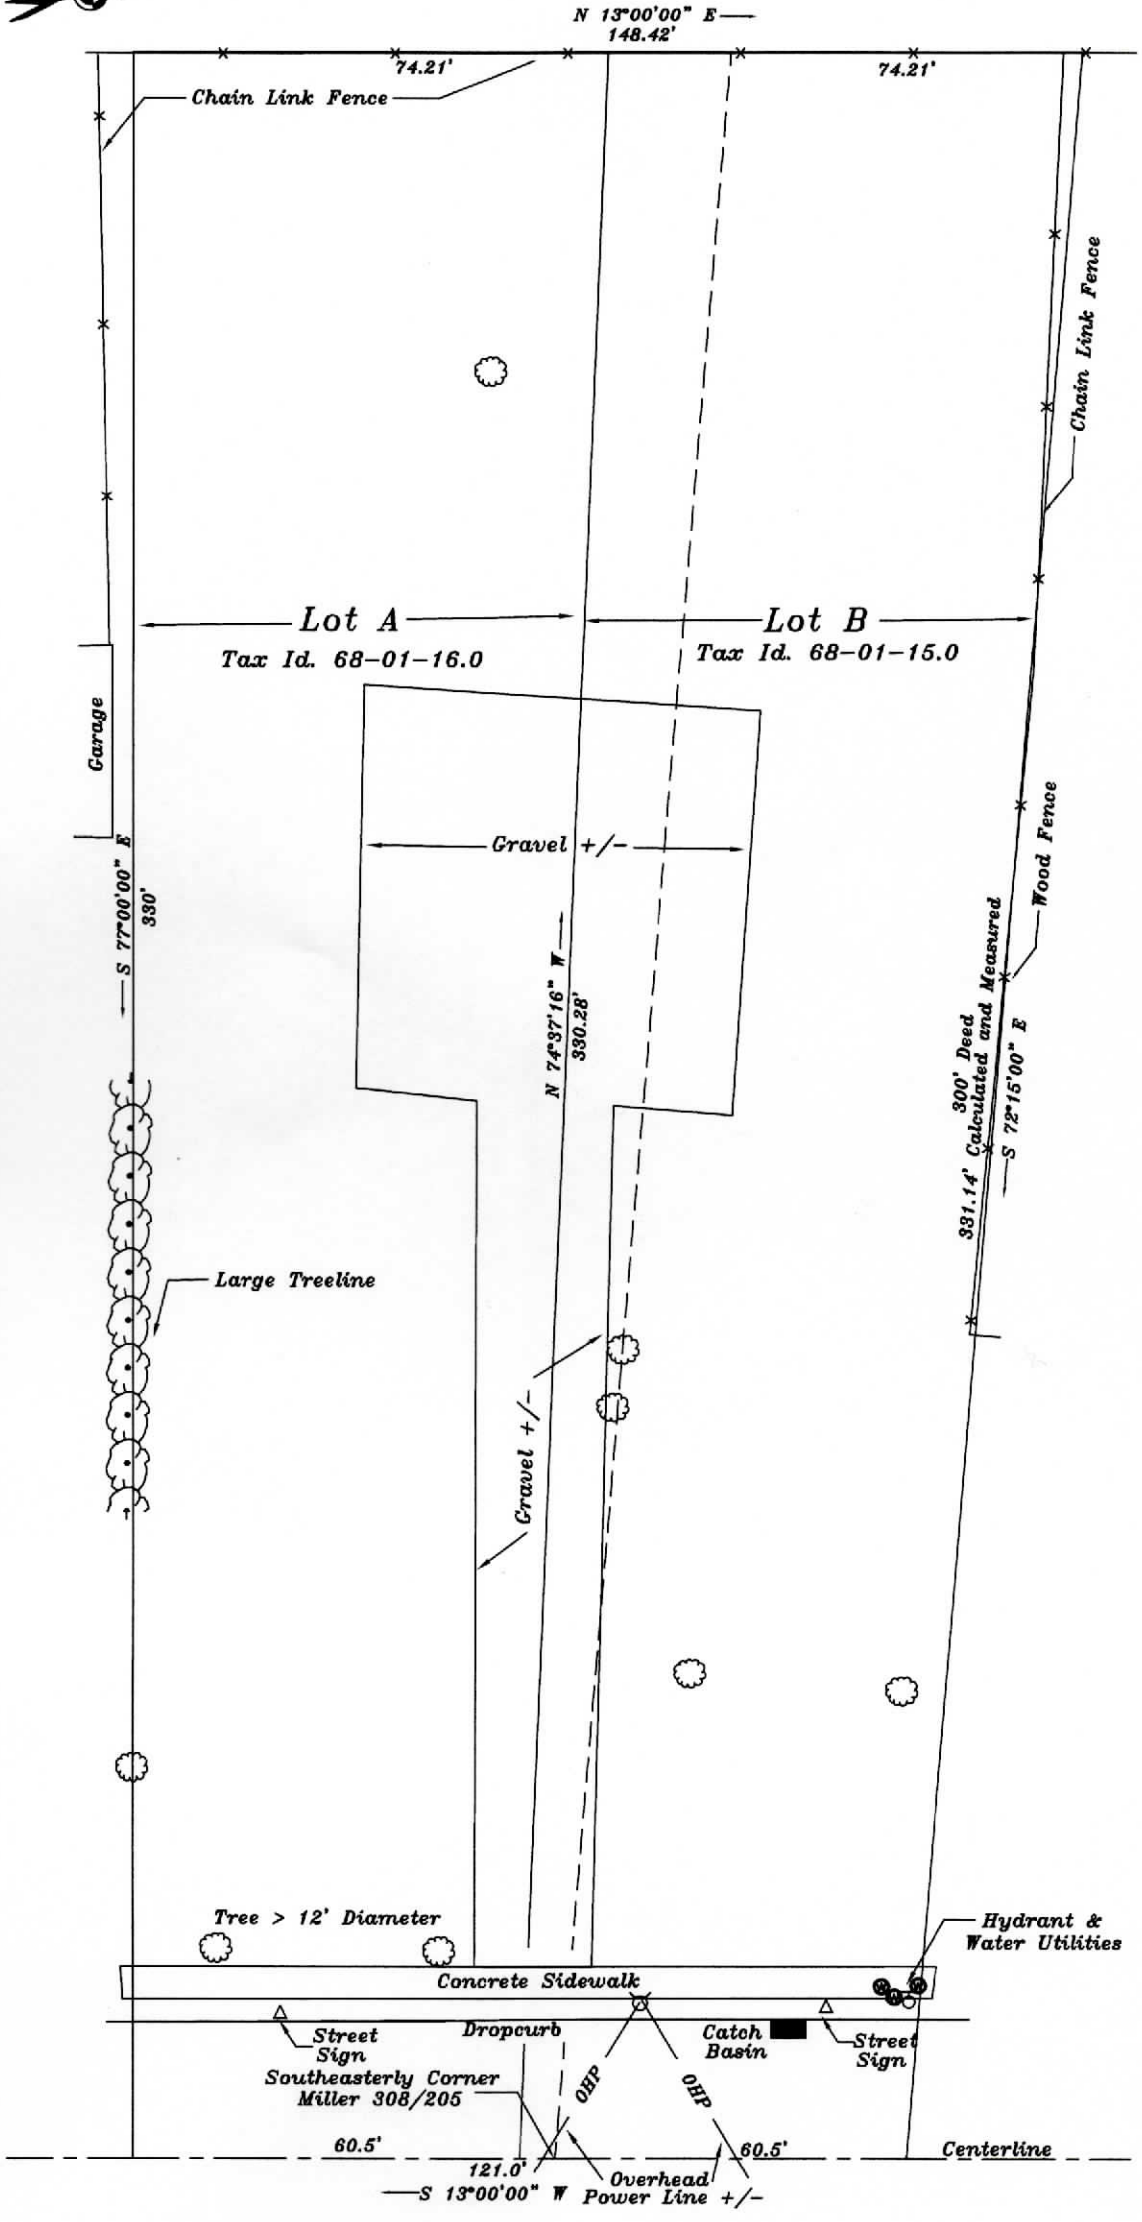 N 13°00'00" E
148.42'
74.21'
74.21'
Chain Link Fence
Chain Link Fence
Lot A
Tax Id. 68-01-16.0
Lot B
Tax Id. 68-01-15.0
Garage
Gravel +/-
Wood Fence
S 77°00'00" E
330'
N 74°37'16" W
330.28'
300' Deed
331.14' Calculated and Measured
S 72°15'00" E
Large Treeline
Gravel +/-
Tree > 12' Diameter
Hydrant &
Water Utilities
Concrete Sidewalk
W
W
W
Street
Sign
Dropcurb
Catch
Basin
Street
Sign
Southeasterly Corner
Miller 308/205
OHP
OHP
60.5'
60.5'
Centerline
121.0'
S 13°00'00" W
Overhead
Power Line +/-